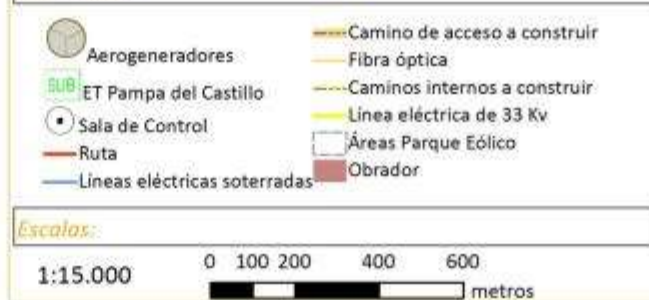 Aerogeneradores
SUB ET Pampa del Castillo
Sala de Control
Ruta
Líneas eléctricas soterradas
Camino de acceso a construir
Fibra óptica
Caminos internos a construir
Línea eléctrica de 33 Kv
Áreas Parque Eólico
Obrador
Escalas:
1:15.000
0 100 200 400 600
metros